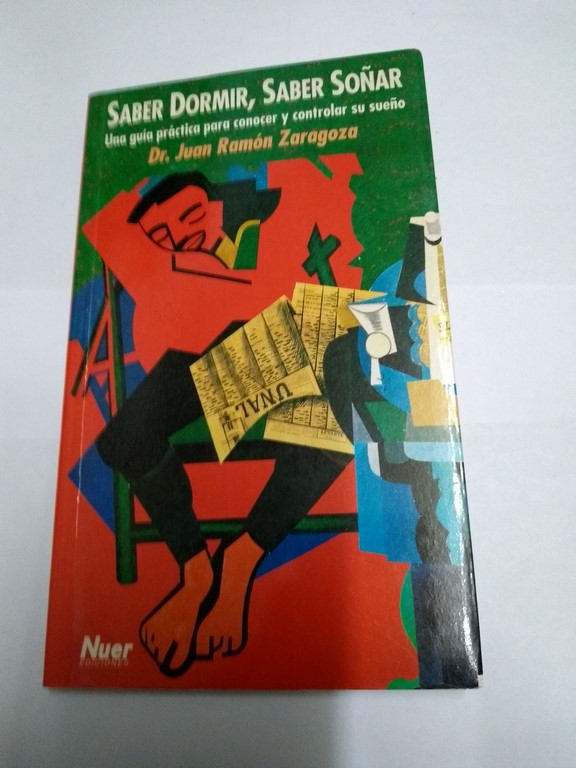 SABER DORMIR, SABER SOÑAR
Una guía práctica para conocer y controlar su sueño
Dr. Juan Ramón Zaragoza
UNAL
Nuer
EDICIONES